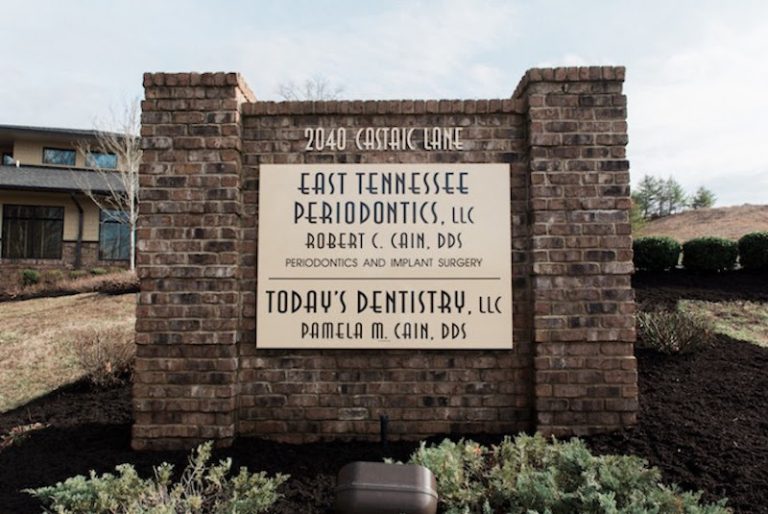 2040 CASTAIC LANE
EAST TENNESSEE
PERIODONTICS, LLC
ROBERT C. CAIN, DDS
PERIODONTICS AND IMPLANT SURGERY
TODAY'S DENTISTRY, LLC
PAMELA M. CAIN, DDS